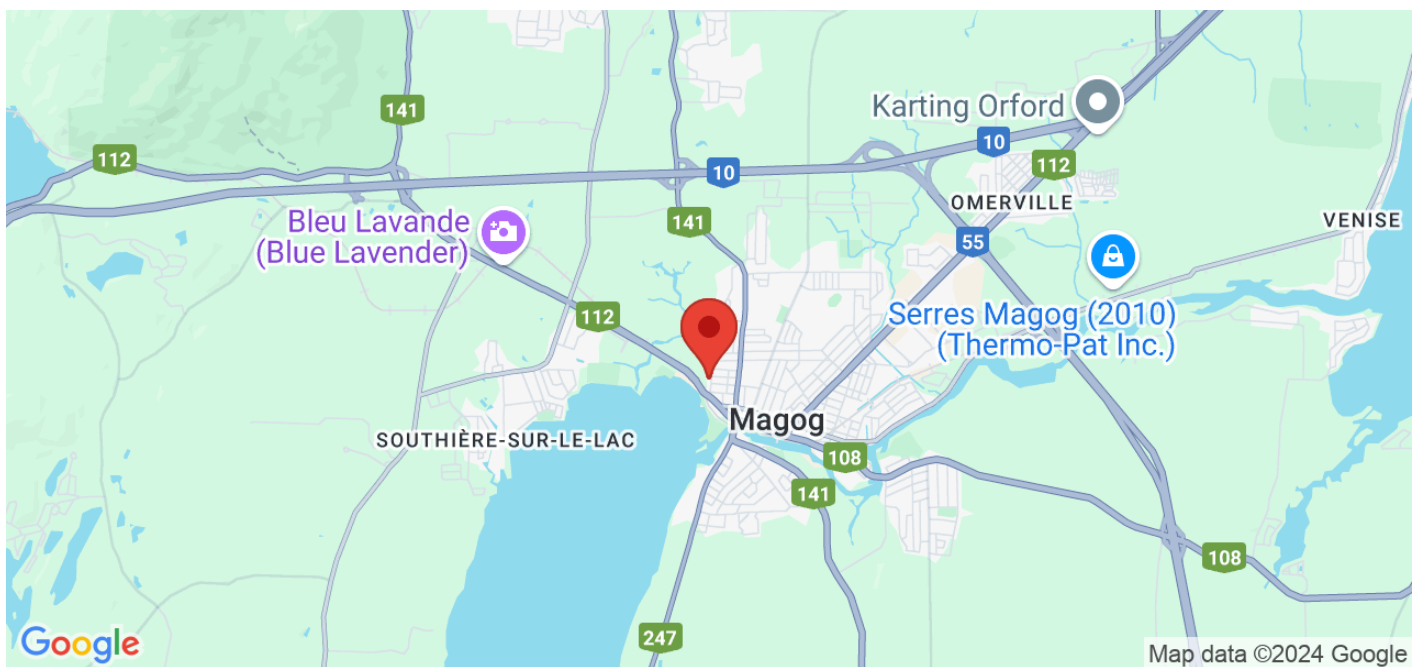 141
Karting Orford
112
10
10
112
OMERVILLE
Bleu Lavande
(Blue Lavender)
141
VENISE
55
112
Serres Magog (2010)
(Thermo-Pat Inc.)
Magog
SOUTHIÈRE-SUR-LE-LAC
108
141
108
247
Google
Map data ©2024 Google